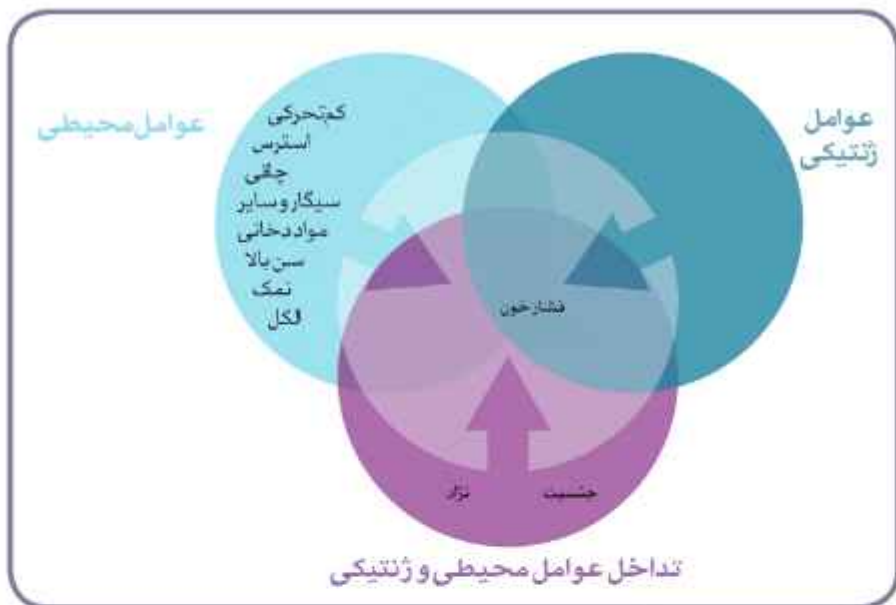 عوامل
ژنتیکی
عوامل محیطی
کم‌تحرکی
استرس
چاقی
سیگار و سایر
مواد دخانی
سن بالا
نمک
الکل
فشار خون
جنسیت
نژاد
تداخل عوامل محیطی و ژنتیکی